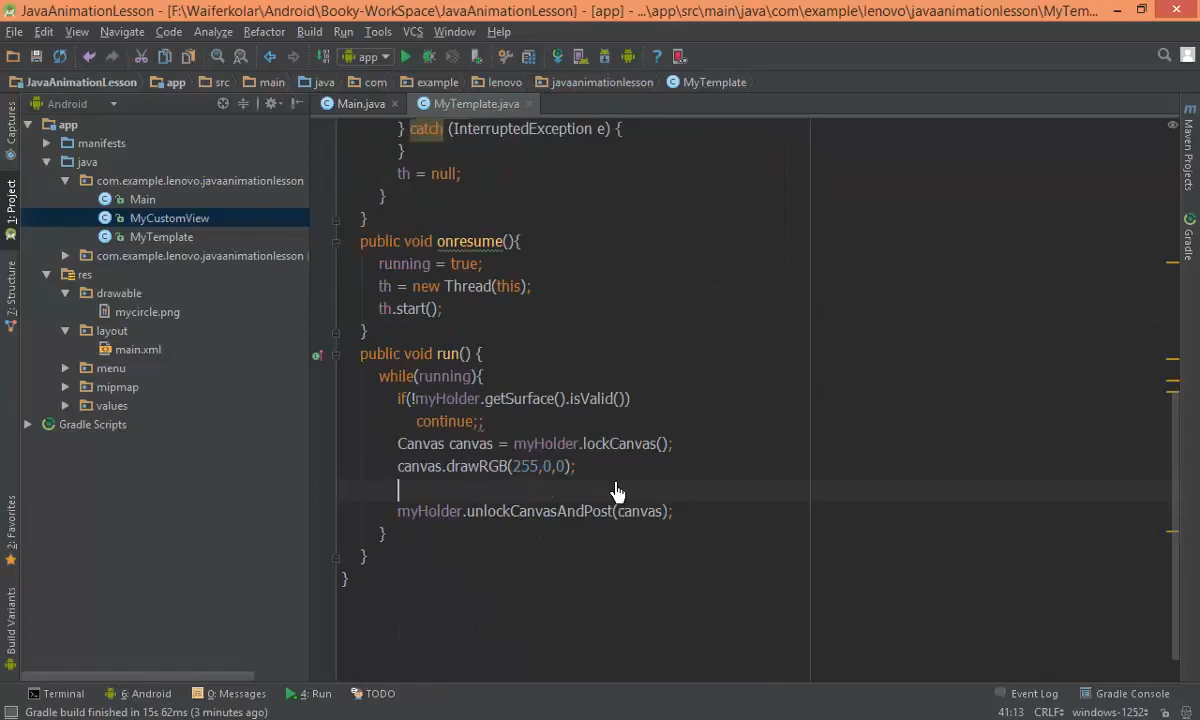 JavaAnimationLesson - [F:\Waiferkolar\Android\Booky-WorkSpace\JavaAnimationLesson] - [app] - ...\app\src\main\java\com\example\lenovo\javaanimationlesson\MyTem...
File Edit View Navigate Code Analyze Refactor Build Run Tools VCS Window Help
app
JavaAnimationLesson app src main java com example lenovo javaanimationlesson MyTemplate
Android
Main.java MyTemplate.java
app
manifests
java
com.example.lenovo.javaanimationlesson
Main
MyCustomView
MyTemplate
com.example.lenovo.javaanimationlesson
res
drawable
mycircle.png
layout
main.xml
menu
mipmap
values
Gradle Scripts
Captures
1: Project
7: Structure
2: Favorites
Build Variants
} catch (InterruptedException e) {
}
th = null;
}
}
public void onresume(){
running = true;
th = new Thread(this);
th.start();
}
public void run() {
while(running){
if(!myHolder.getSurface().isValid())
continue;;
Canvas canvas = myHolder.lockCanvas();
canvas.drawRGB(255,0,0);
myHolder.unlockCanvasAndPost(canvas);
}
}
}
Maven Projects
Gradle
Terminal 6: Android 0: Messages 4: Run TODO Event Log Gradle Console
Gradle build finished in 15s 62ms (3 minutes ago) 41:13 CRLF windows-1252